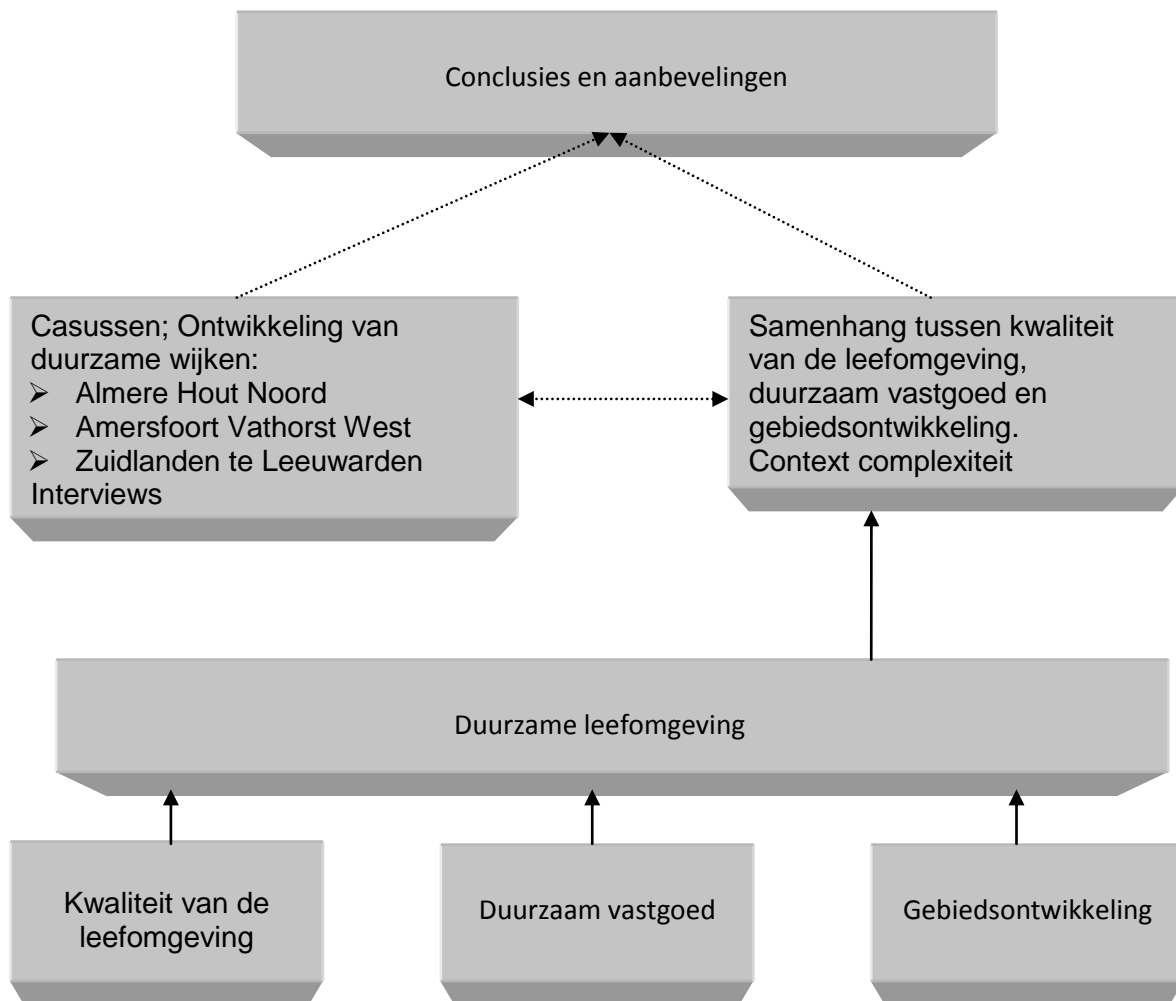 Conclusies en aanbevelingen
Casussen; Ontwikkeling van
duurzame wijken:
➢ Almere Hout Noord
➢ Amersfoort Vathorst West
➢ Zuidlanden te Leeuwarden
Interviews
Samenhang tussen kwaliteit
van de leefomgeving,
duurzaam vastgoed en
gebiedsontwikkeling.
Context complexiteit
Duurzame leefomgeving
Kwaliteit van de
leefomgeving
Duurzaam vastgoed
Gebiedsontwikkeling